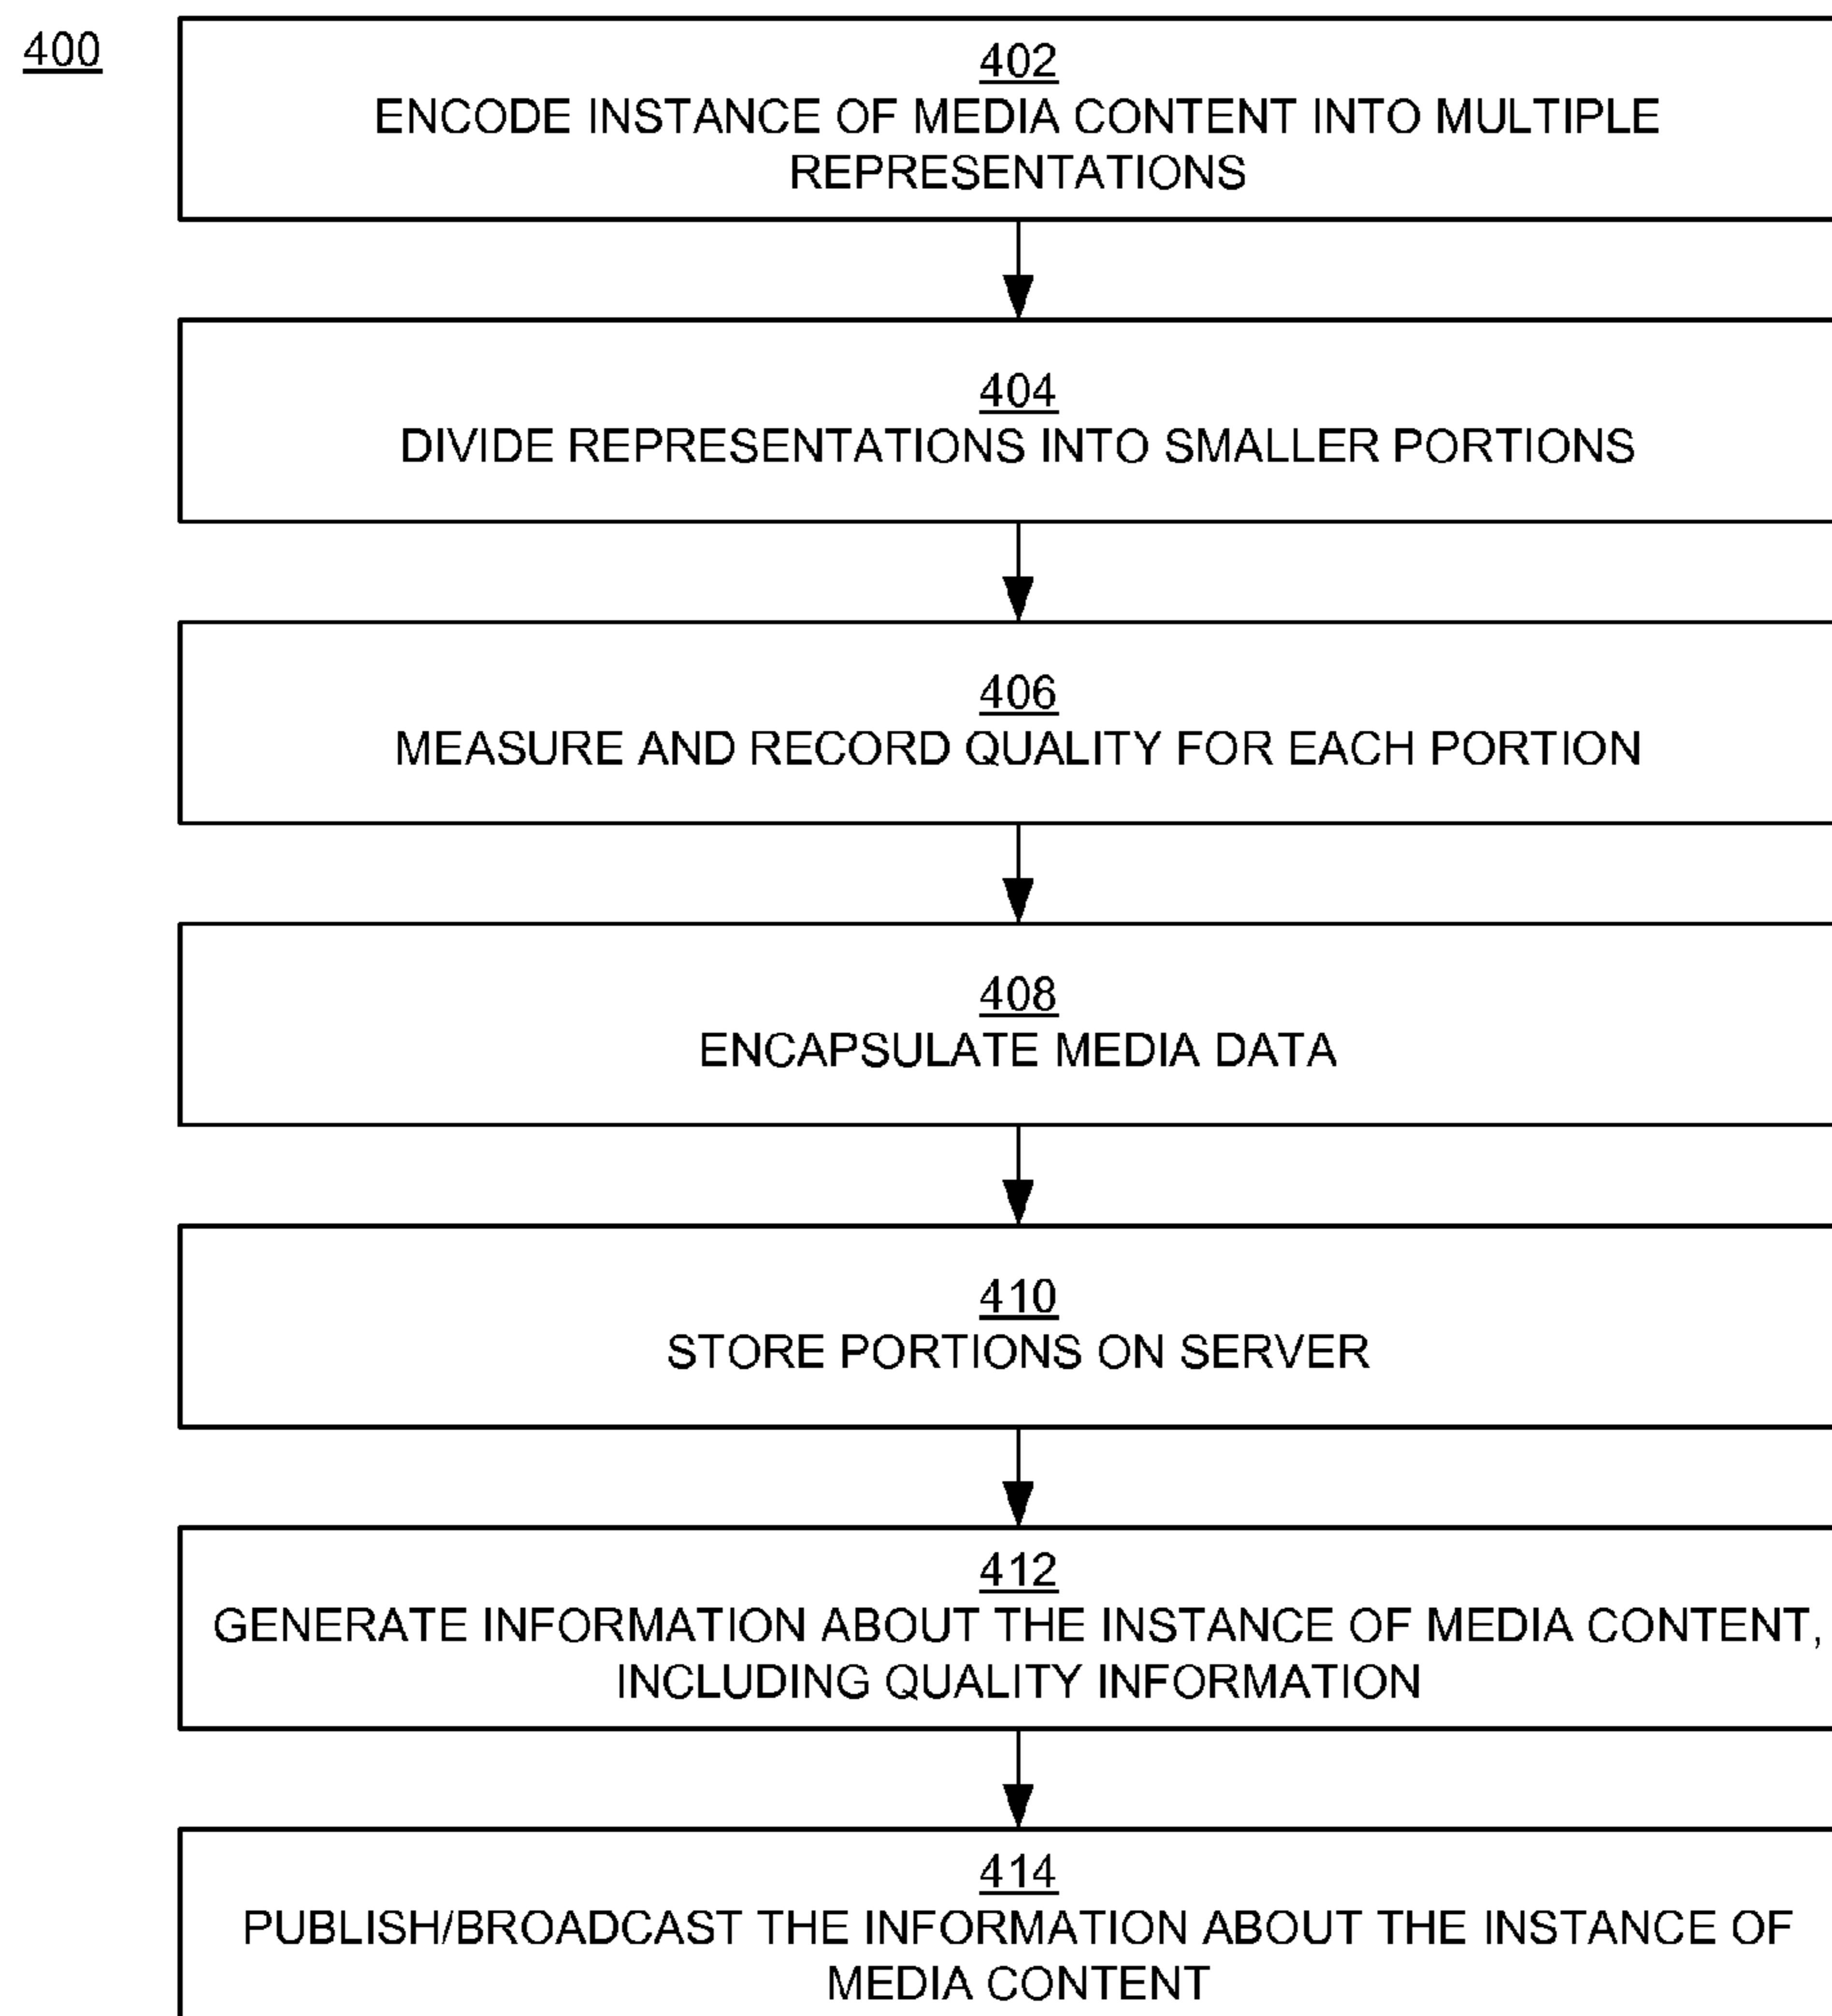 400
402
ENCODE INSTANCE OF MEDIA CONTENT INTO MULTIPLE
REPRESENTATIONS
404
DIVIDE REPRESENTATIONS INTO SMALLER PORTIONS
406
MEASURE AND RECORD QUALITY FOR EACH PORTION
408
ENCAPSULATE MEDIA DATA
410
STORE PORTIONS ON SERVER
412
GENERATE INFORMATION ABOUT THE INSTANCE OF MEDIA CONTENT,
INCLUDING QUALITY INFORMATION
414
PUBLISH/BROADCAST THE INFORMATION ABOUT THE INSTANCE OF
MEDIA CONTENT